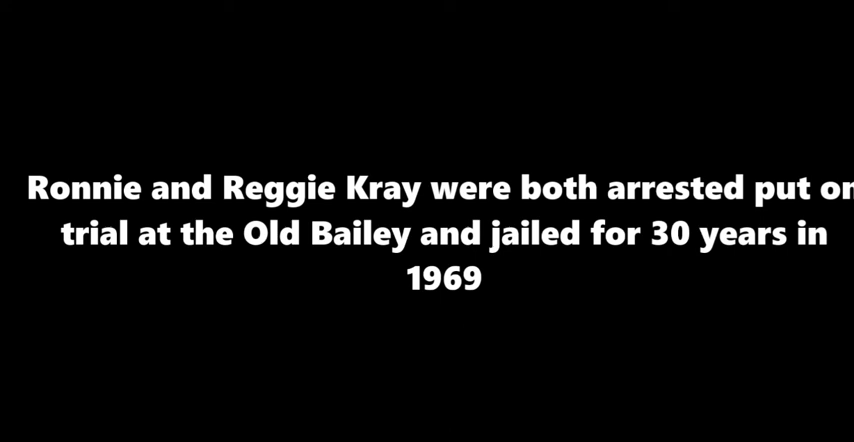 Ronnie and Reggie Kray were both arrested put on
trial at the Old Bailey and jailed for 30 years in
1969